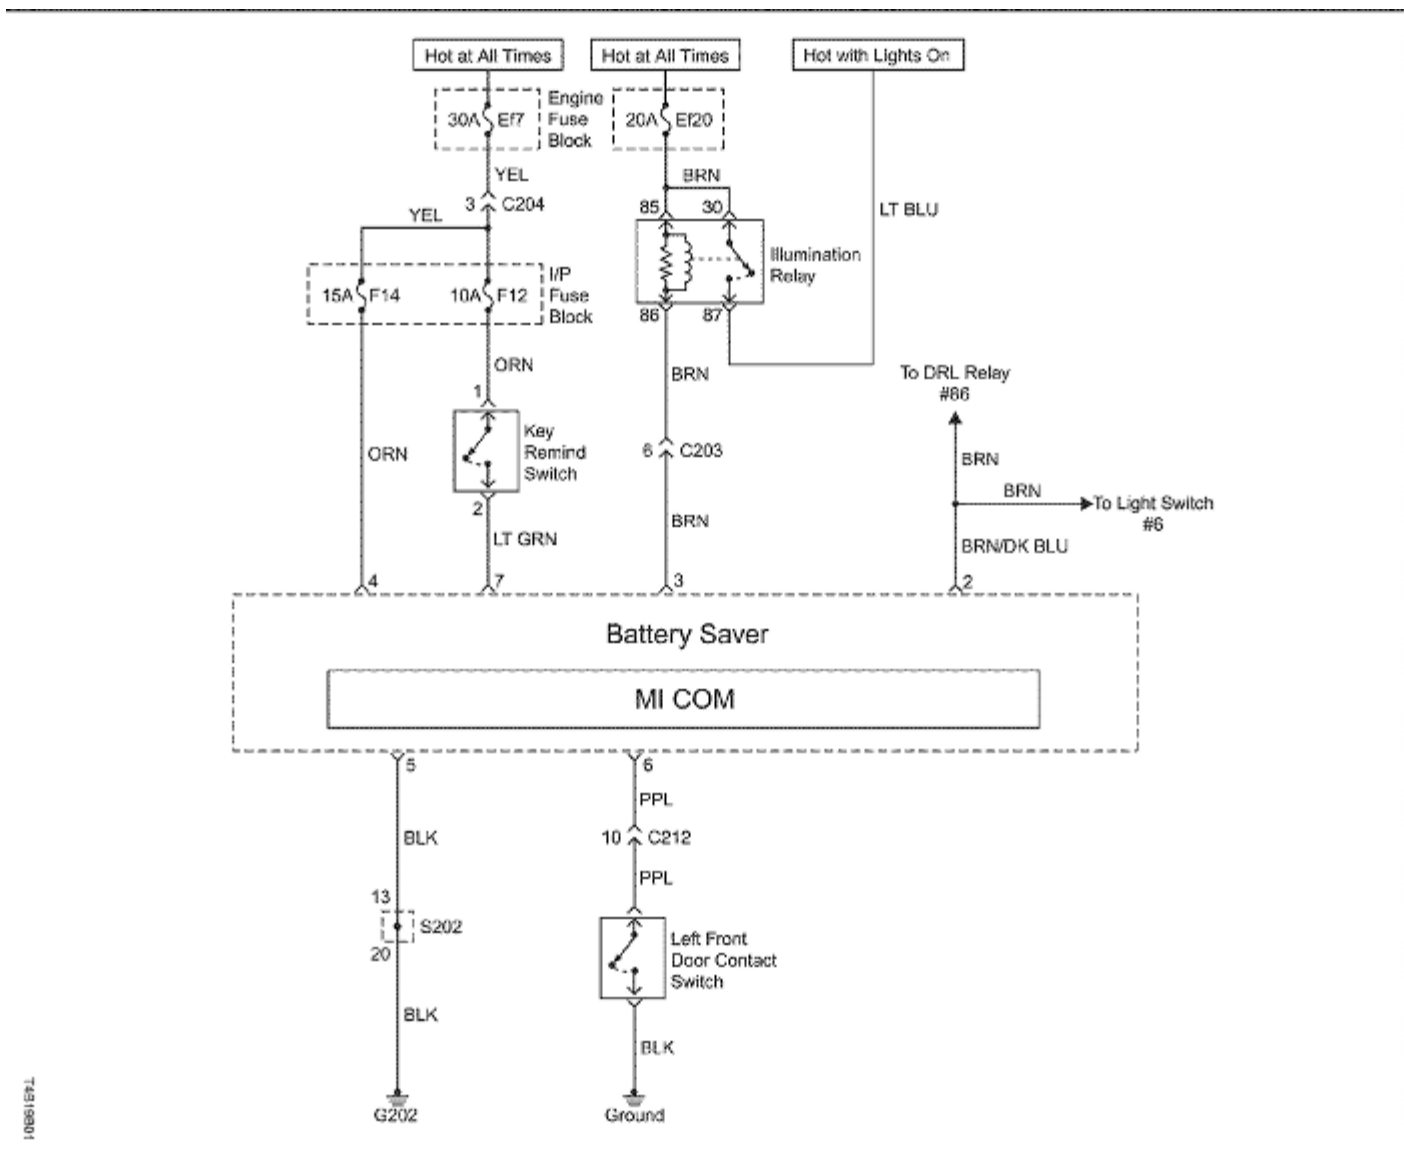 Hot at All Times
Hot at All Times
Hot with Lights On
30A
Ef7
Engine
Fuse
Block
20A
Ef20
YEL
BRN
3
C204
85
30
LT BLU
YEL
Illumination
Relay
15A
F14
10A
F12
I/P
Fuse
Block
86
87
ORN
BRN
To DRL Relay
#86
1
ORN
Key
Remind
Switch
6
C203
BRN
BRN
To Light Switch
#6
2
LT GRN
BRN
BRN/DK BLU
4
7
3
2
Battery Saver
MI COM
5
6
PPL
BLK
10
C212
PPL
13
S202
20
Left Front
Door Contact
Switch
BLK
BLK
G202
Ground